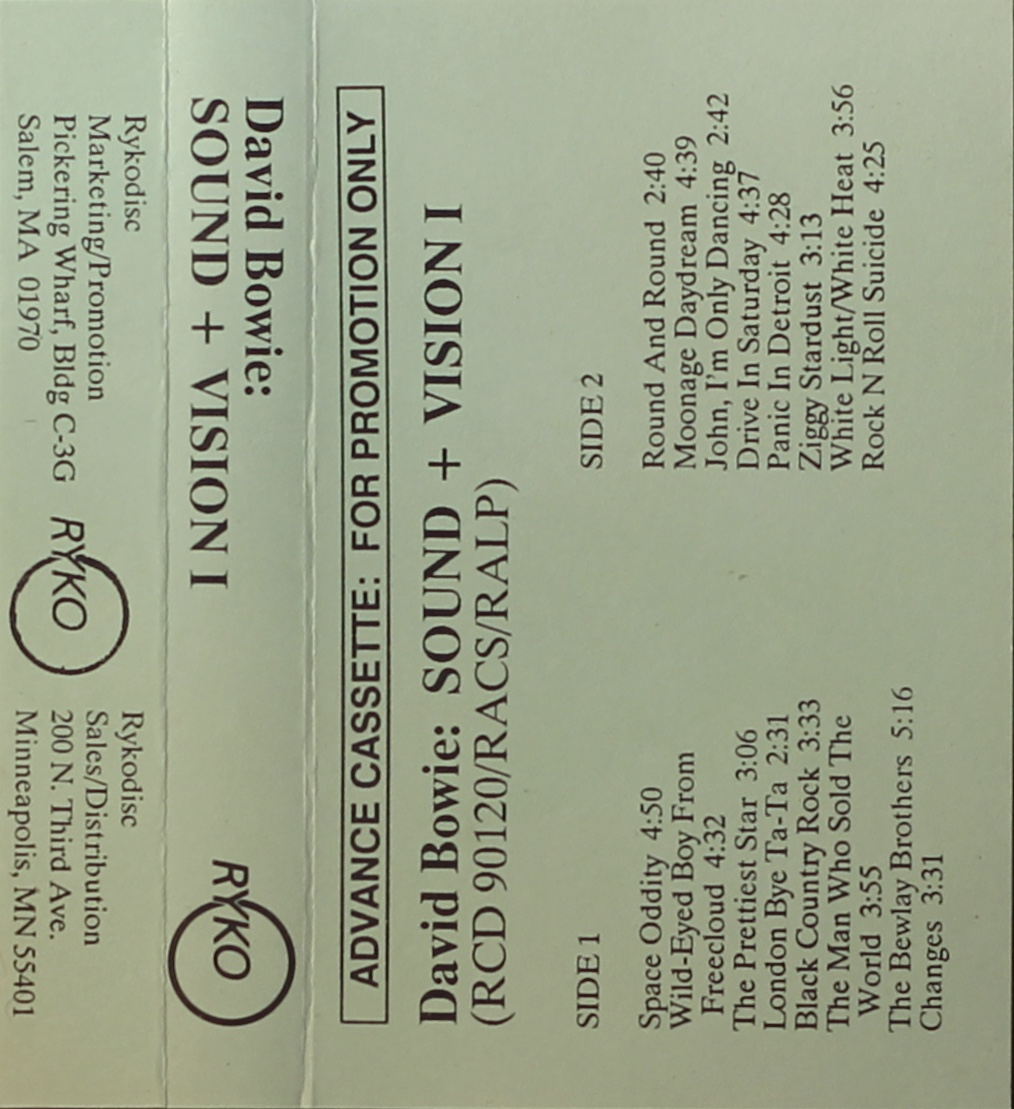 Rykodisc
Marketing/Promotion
Pickering Wharf, Bldg C-3G
Salem, MA 01970
RYKO
Rykodisc
Sales/Distribution
200 N. Third Ave.
Minneapolis, MN 55401
David Bowie:
SOUND + VISION I
RYKO
ADVANCE CASSETTE: FOR PROMOTION ONLY
David Bowie: SOUND + VISION I
(RCD 90120/RACS/RALP)
SIDE 1
Space Oddity 4:50
Wild-Eyed Boy From
Freecloud 4:32
The Prettiest Star 3:06
London Bye Ta-Ta 2:31
Black Country Rock 3:33
The Man Who Sold The
World 3:55
The Bewlay Brothers 5:16
Changes 3:31
SIDE 2
Round And Round 2:40
Moonage Daydream 4:39
John, I'm Only Dancing 2:42
Drive In Saturday 4:37
Panic In Detroit 4:28
Ziggy Stardust 3:13
White Light/White Heat 3:56
Rock N Roll Suicide 4:25